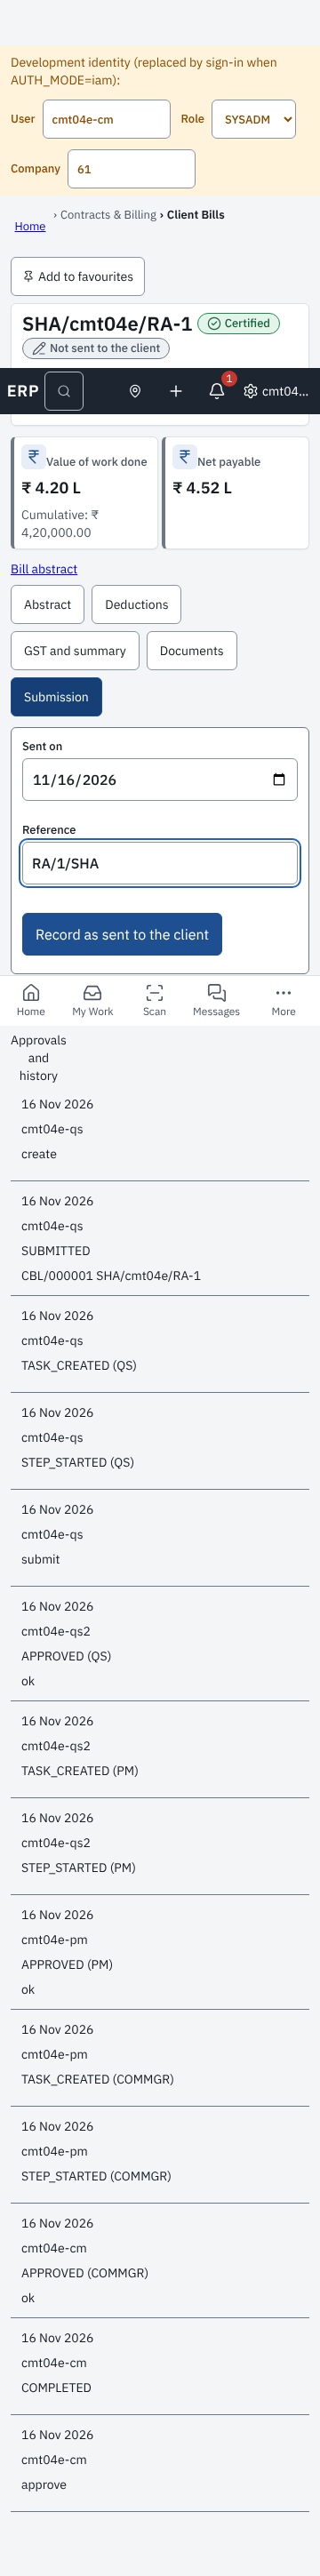 Development identity (replaced by sign-in when
AUTH_MODE=iam):
User cmt04e-cm Role SYSADM
Company 61
Home › Contracts & Billing › Client Bills
Add to favourites
SHA/cmt04e/RA-1 Certified
Not sent to the client
ERP 1 cmt04...
₹ Value of work done
₹ 4.20 L
Cumulative: ₹
4,20,000.00
₹ Net payable
₹ 4.52 L
Bill abstract
Abstract Deductions
GST and summary Documents
Submission
Sent on
11/16/2026
Reference
RA/1/SHA
Record as sent to the client
Home My Work Scan Messages More
Approvals
and
history
16 Nov 2026
cmt04e-qs
create
16 Nov 2026
cmt04e-qs
SUBMITTED
CBL/000001 SHA/cmt04e/RA-1
16 Nov 2026
cmt04e-qs
TASK_CREATED (QS)
16 Nov 2026
cmt04e-qs
STEP_STARTED (QS)
16 Nov 2026
cmt04e-qs
submit
16 Nov 2026
cmt04e-qs2
APPROVED (QS)
ok
16 Nov 2026
cmt04e-qs2
TASK_CREATED (PM)
16 Nov 2026
cmt04e-qs2
STEP_STARTED (PM)
16 Nov 2026
cmt04e-pm
APPROVED (PM)
ok
16 Nov 2026
cmt04e-pm
TASK_CREATED (COMMGR)
16 Nov 2026
cmt04e-pm
STEP_STARTED (COMMGR)
16 Nov 2026
cmt04e-cm
APPROVED (COMMGR)
ok
16 Nov 2026
cmt04e-cm
COMPLETED
16 Nov 2026
cmt04e-cm
approve